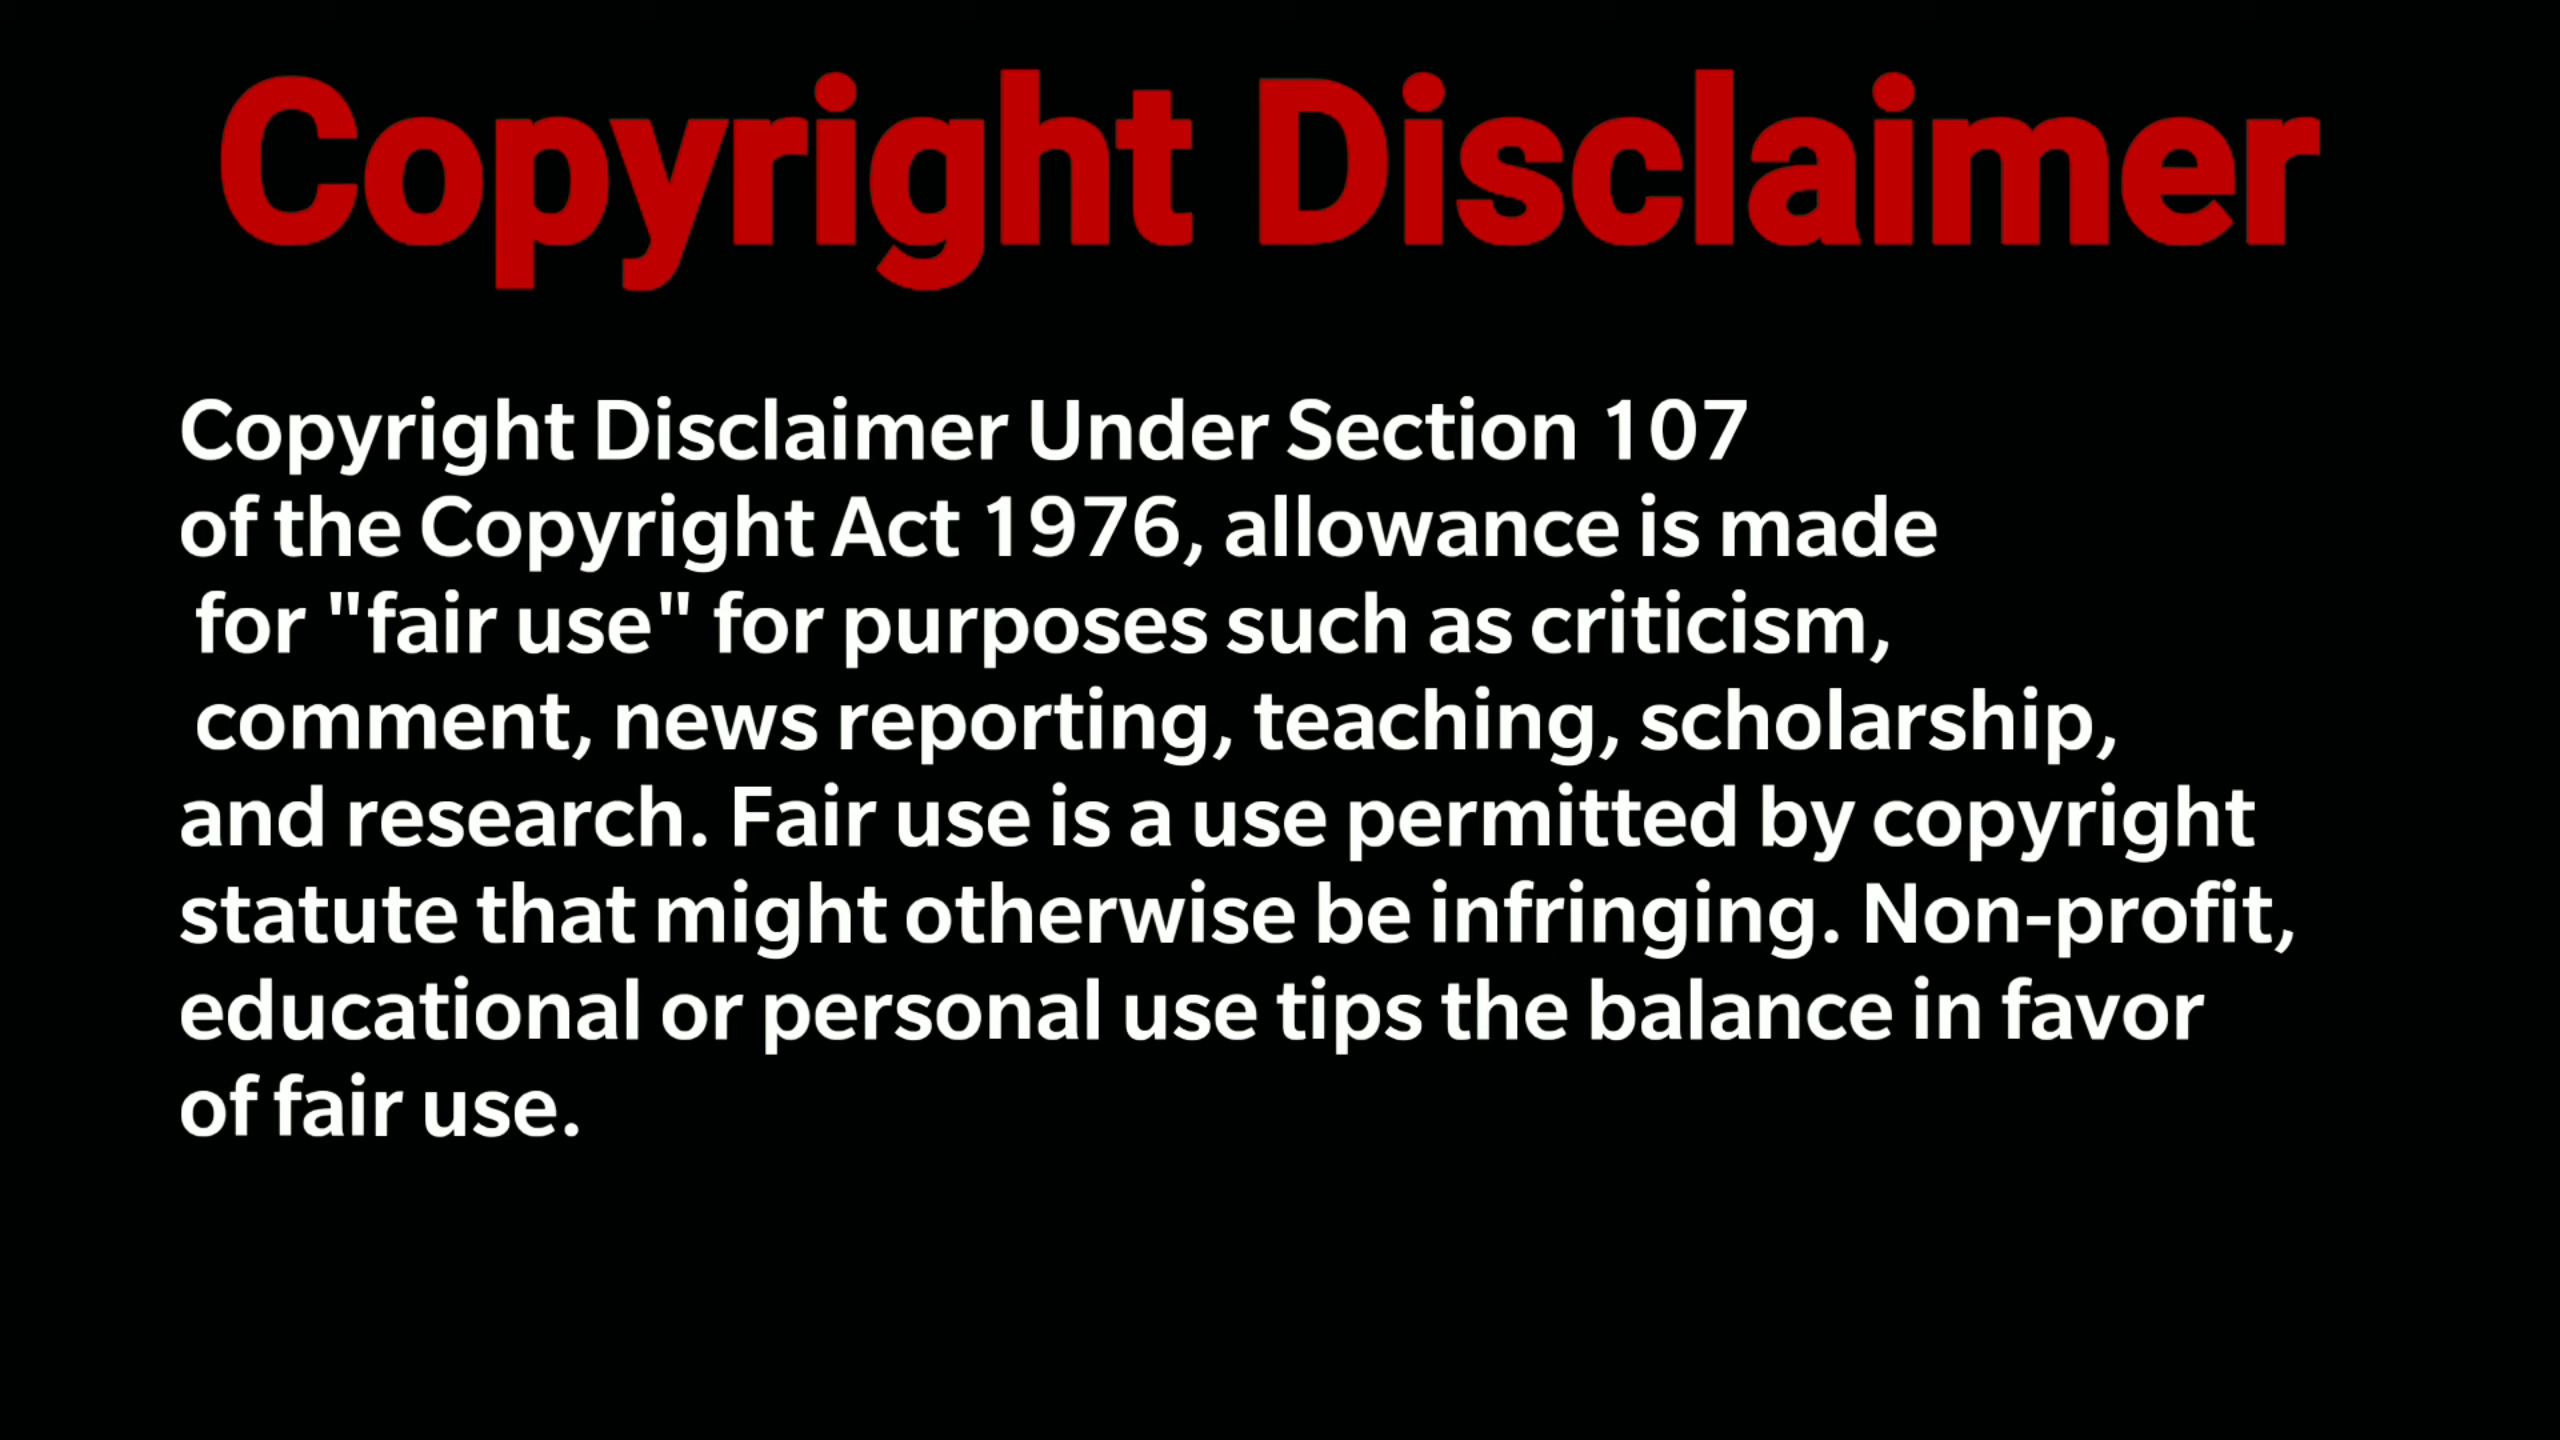 Copyright Disclaimer
Copyright Disclaimer Under Section 107
of the Copyright Act 1976, allowance is made
for "fair use" for purposes such as criticism,
comment, news reporting, teaching, scholarship,
and research. Fair use is a use permitted by copyright
statute that might otherwise be infringing. Non-profit,
educational or personal use tips the balance in favor
of fair use.